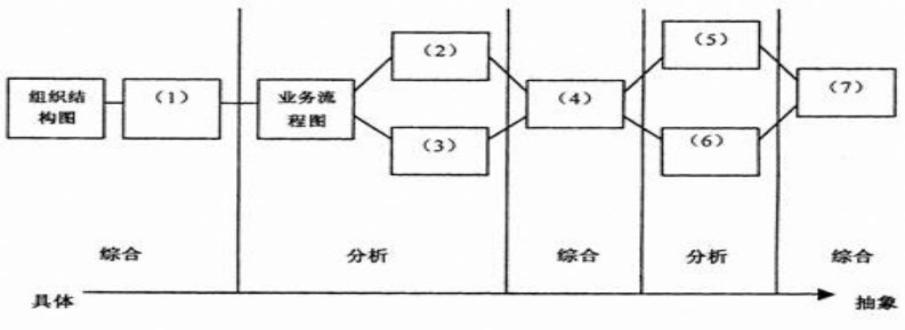 组织结
构图
（1）
业务流
程图
（2）
（3）
（4）
（5）
（6）
（7）
综合
分析
综合
分析
综合
具体
抽象